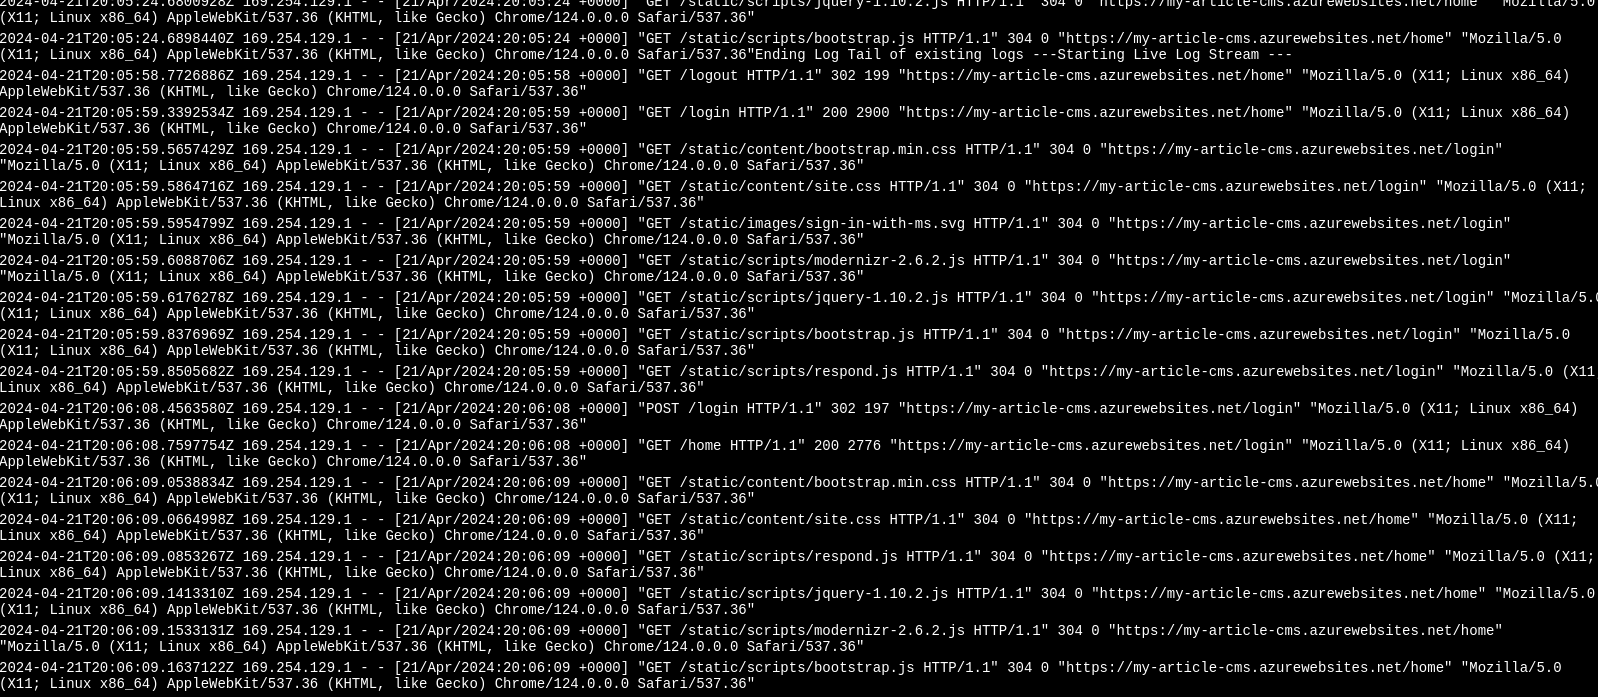 2024-04-21T20:05:24.6800928Z 169.254.129.1 - - [21/Apr/2024:20:05:24 +0000] "GET /static/scripts/jquery-1.10.2.js HTTP/1.1" 304 0 "https://my-article-cms.azurewebsites.net/home" "Mozilla/5.0
(X11; Linux x86_64) AppleWebKit/537.36 (KHTML, like Gecko) Chrome/124.0.0.0 Safari/537.36"
2024-04-21T20:05:24.6898440Z 169.254.129.1 - - [21/Apr/2024:20:05:24 +0000] "GET /static/scripts/bootstrap.js HTTP/1.1" 304 0 "https://my-article-cms.azurewebsites.net/home" "Mozilla/5.0
(X11; Linux x86_64) AppleWebKit/537.36 (KHTML, like Gecko) Chrome/124.0.0.0 Safari/537.36"Ending Log Tail of existing logs ---Starting Live Log Stream ---
2024-04-21T20:05:58.7726886Z 169.254.129.1 - - [21/Apr/2024:20:05:58 +0000] "GET /logout HTTP/1.1" 302 199 "https://my-article-cms.azurewebsites.net/home" "Mozilla/5.0 (X11; Linux x86_64)
AppleWebKit/537.36 (KHTML, like Gecko) Chrome/124.0.0.0 Safari/537.36"
2024-04-21T20:05:59.3392534Z 169.254.129.1 - - [21/Apr/2024:20:05:59 +0000] "GET /login HTTP/1.1" 200 2900 "https://my-article-cms.azurewebsites.net/home" "Mozilla/5.0 (X11; Linux x86_64)
AppleWebKit/537.36 (KHTML, like Gecko) Chrome/124.0.0.0 Safari/537.36"
2024-04-21T20:05:59.5657429Z 169.254.129.1 - - [21/Apr/2024:20:05:59 +0000] "GET /static/content/bootstrap.min.css HTTP/1.1" 304 0 "https://my-article-cms.azurewebsites.net/login"
"Mozilla/5.0 (X11; Linux x86_64) AppleWebKit/537.36 (KHTML, like Gecko) Chrome/124.0.0.0 Safari/537.36"
2024-04-21T20:05:59.5864716Z 169.254.129.1 - - [21/Apr/2024:20:05:59 +0000] "GET /static/content/site.css HTTP/1.1" 304 0 "https://my-article-cms.azurewebsites.net/login" "Mozilla/5.0 (X11;
Linux x86_64) AppleWebKit/537.36 (KHTML, like Gecko) Chrome/124.0.0.0 Safari/537.36"
2024-04-21T20:05:59.5954799Z 169.254.129.1 - - [21/Apr/2024:20:05:59 +0000] "GET /static/images/sign-in-with-ms.svg HTTP/1.1" 304 0 "https://my-article-cms.azurewebsites.net/login"
"Mozilla/5.0 (X11; Linux x86_64) AppleWebKit/537.36 (KHTML, like Gecko) Chrome/124.0.0.0 Safari/537.36"
2024-04-21T20:05:59.6088706Z 169.254.129.1 - - [21/Apr/2024:20:05:59 +0000] "GET /static/scripts/modernizr-2.6.2.js HTTP/1.1" 304 0 "https://my-article-cms.azurewebsites.net/login"
"Mozilla/5.0 (X11; Linux x86_64) AppleWebKit/537.36 (KHTML, like Gecko) Chrome/124.0.0.0 Safari/537.36"
2024-04-21T20:05:59.6176278Z 169.254.129.1 - - [21/Apr/2024:20:05:59 +0000] "GET /static/scripts/jquery-1.10.2.js HTTP/1.1" 304 0 "https://my-article-cms.azurewebsites.net/login" "Mozilla/5.0
(X11; Linux x86_64) AppleWebKit/537.36 (KHTML, like Gecko) Chrome/124.0.0.0 Safari/537.36"
2024-04-21T20:05:59.8376969Z 169.254.129.1 - - [21/Apr/2024:20:05:59 +0000] "GET /static/scripts/bootstrap.js HTTP/1.1" 304 0 "https://my-article-cms.azurewebsites.net/login" "Mozilla/5.0
(X11; Linux x86_64) AppleWebKit/537.36 (KHTML, like Gecko) Chrome/124.0.0.0 Safari/537.36"
2024-04-21T20:05:59.8505682Z 169.254.129.1 - - [21/Apr/2024:20:05:59 +0000] "GET /static/scripts/respond.js HTTP/1.1" 304 0 "https://my-article-cms.azurewebsites.net/login" "Mozilla/5.0 (X11
Linux x86_64) AppleWebKit/537.36 (KHTML, like Gecko) Chrome/124.0.0.0 Safari/537.36"
2024-04-21T20:06:08.4563580Z 169.254.129.1 - - [21/Apr/2024:20:06:08 +0000] "POST /login HTTP/1.1" 302 197 "https://my-article-cms.azurewebsites.net/login" "Mozilla/5.0 (X11; Linux x86_64)
AppleWebKit/537.36 (KHTML, like Gecko) Chrome/124.0.0.0 Safari/537.36"
2024-04-21T20:06:08.7597754Z 169.254.129.1 - - [21/Apr/2024:20:06:08 +0000] "GET /home HTTP/1.1" 200 2776 "https://my-article-cms.azurewebsites.net/login" "Mozilla/5.0 (X11; Linux x86_64)
AppleWebKit/537.36 (KHTML, like Gecko) Chrome/124.0.0.0 Safari/537.36"
2024-04-21T20:06:09.0538834Z 169.254.129.1 - - [21/Apr/2024:20:06:09 +0000] "GET /static/content/bootstrap.min.css HTTP/1.1" 304 0 "https://my-article-cms.azurewebsites.net/home" "Mozilla/5.0
(X11; Linux x86_64) AppleWebKit/537.36 (KHTML, like Gecko) Chrome/124.0.0.0 Safari/537.36"
2024-04-21T20:06:09.0664998Z 169.254.129.1 - - [21/Apr/2024:20:06:09 +0000] "GET /static/content/site.css HTTP/1.1" 304 0 "https://my-article-cms.azurewebsites.net/home" "Mozilla/5.0 (X11;
Linux x86_64) AppleWebKit/537.36 (KHTML, like Gecko) Chrome/124.0.0.0 Safari/537.36"
2024-04-21T20:06:09.0853267Z 169.254.129.1 - - [21/Apr/2024:20:06:09 +0000] "GET /static/scripts/respond.js HTTP/1.1" 304 0 "https://my-article-cms.azurewebsites.net/home" "Mozilla/5.0 (X11;
Linux x86_64) AppleWebKit/537.36 (KHTML, like Gecko) Chrome/124.0.0.0 Safari/537.36"
2024-04-21T20:06:09.1413310Z 169.254.129.1 - - [21/Apr/2024:20:06:09 +0000] "GET /static/scripts/jquery-1.10.2.js HTTP/1.1" 304 0 "https://my-article-cms.azurewebsites.net/home" "Mozilla/5.0
(X11; Linux x86_64) AppleWebKit/537.36 (KHTML, like Gecko) Chrome/124.0.0.0 Safari/537.36"
2024-04-21T20:06:09.1533131Z 169.254.129.1 - - [21/Apr/2024:20:06:09 +0000] "GET /static/scripts/modernizr-2.6.2.js HTTP/1.1" 304 0 "https://my-article-cms.azurewebsites.net/home"
"Mozilla/5.0 (X11; Linux x86_64) AppleWebKit/537.36 (KHTML, like Gecko) Chrome/124.0.0.0 Safari/537.36"
2024-04-21T20:06:09.1637122Z 169.254.129.1 - - [21/Apr/2024:20:06:09 +0000] "GET /static/scripts/bootstrap.js HTTP/1.1" 304 0 "https://my-article-cms.azurewebsites.net/home" "Mozilla/5.0
(X11; Linux x86_64) AppleWebKit/537.36 (KHTML, like Gecko) Chrome/124.0.0.0 Safari/537.36"